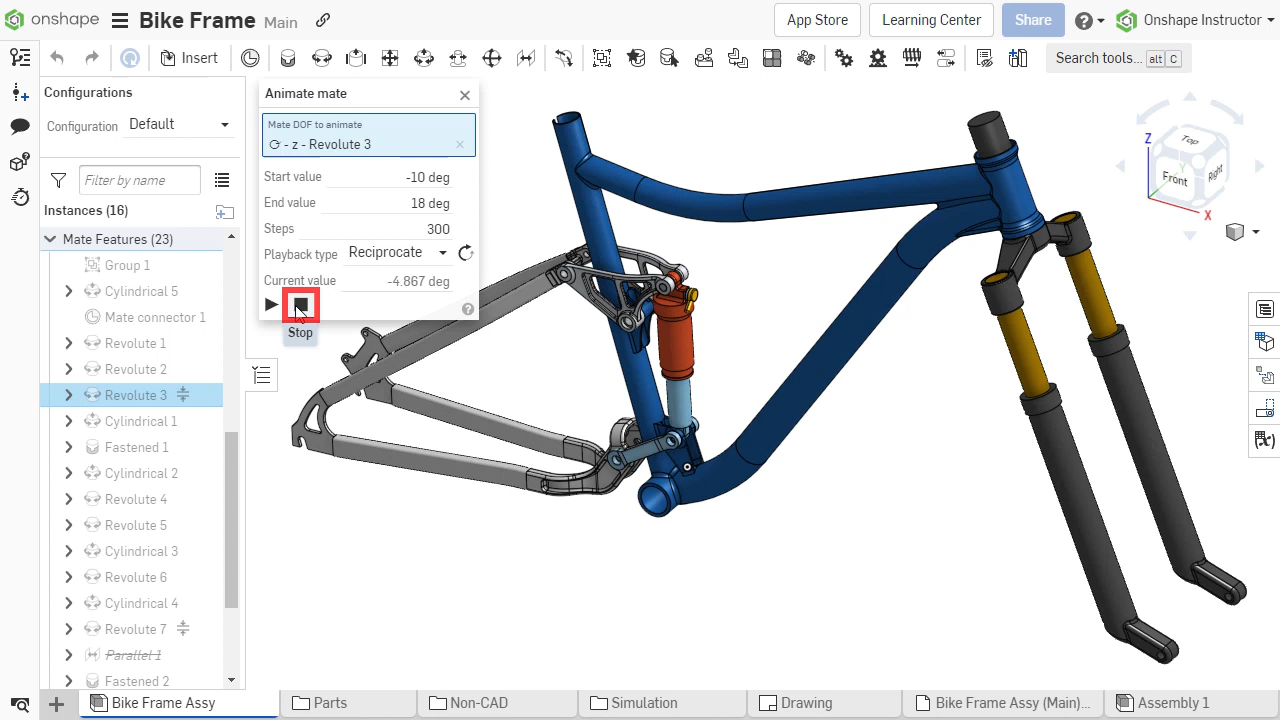 onshape Bike Frame Main App Store Learning Center Share Onshape Instructor
Insert Search tools... alt C
Configurations
Configuration Default
Filter by name
Instances (16)
Mate Features (23)
Group 1
Cylindrical 5
Mate connector 1
Revolute 1
Revolute 2
Revolute 3
Cylindrical 1
Fastened 1
Cylindrical 2
Revolute 4
Revolute 5
Cylindrical 3
Revolute 6
Cylindrical 4
Revolute 7
Parallel 1
Fastened 2
Animate mate
Mate DOF to animate
- z - Revolute 3
Start value -10 deg
End value 18 deg
Steps 300
Playback type Reciprocate
Current value -4.867 deg
Stop
Z
Top
Y
Front Right
X
Bike Frame Assy Parts Non-CAD Simulation Drawing Bike Frame Assy (Main)... Assembly 1